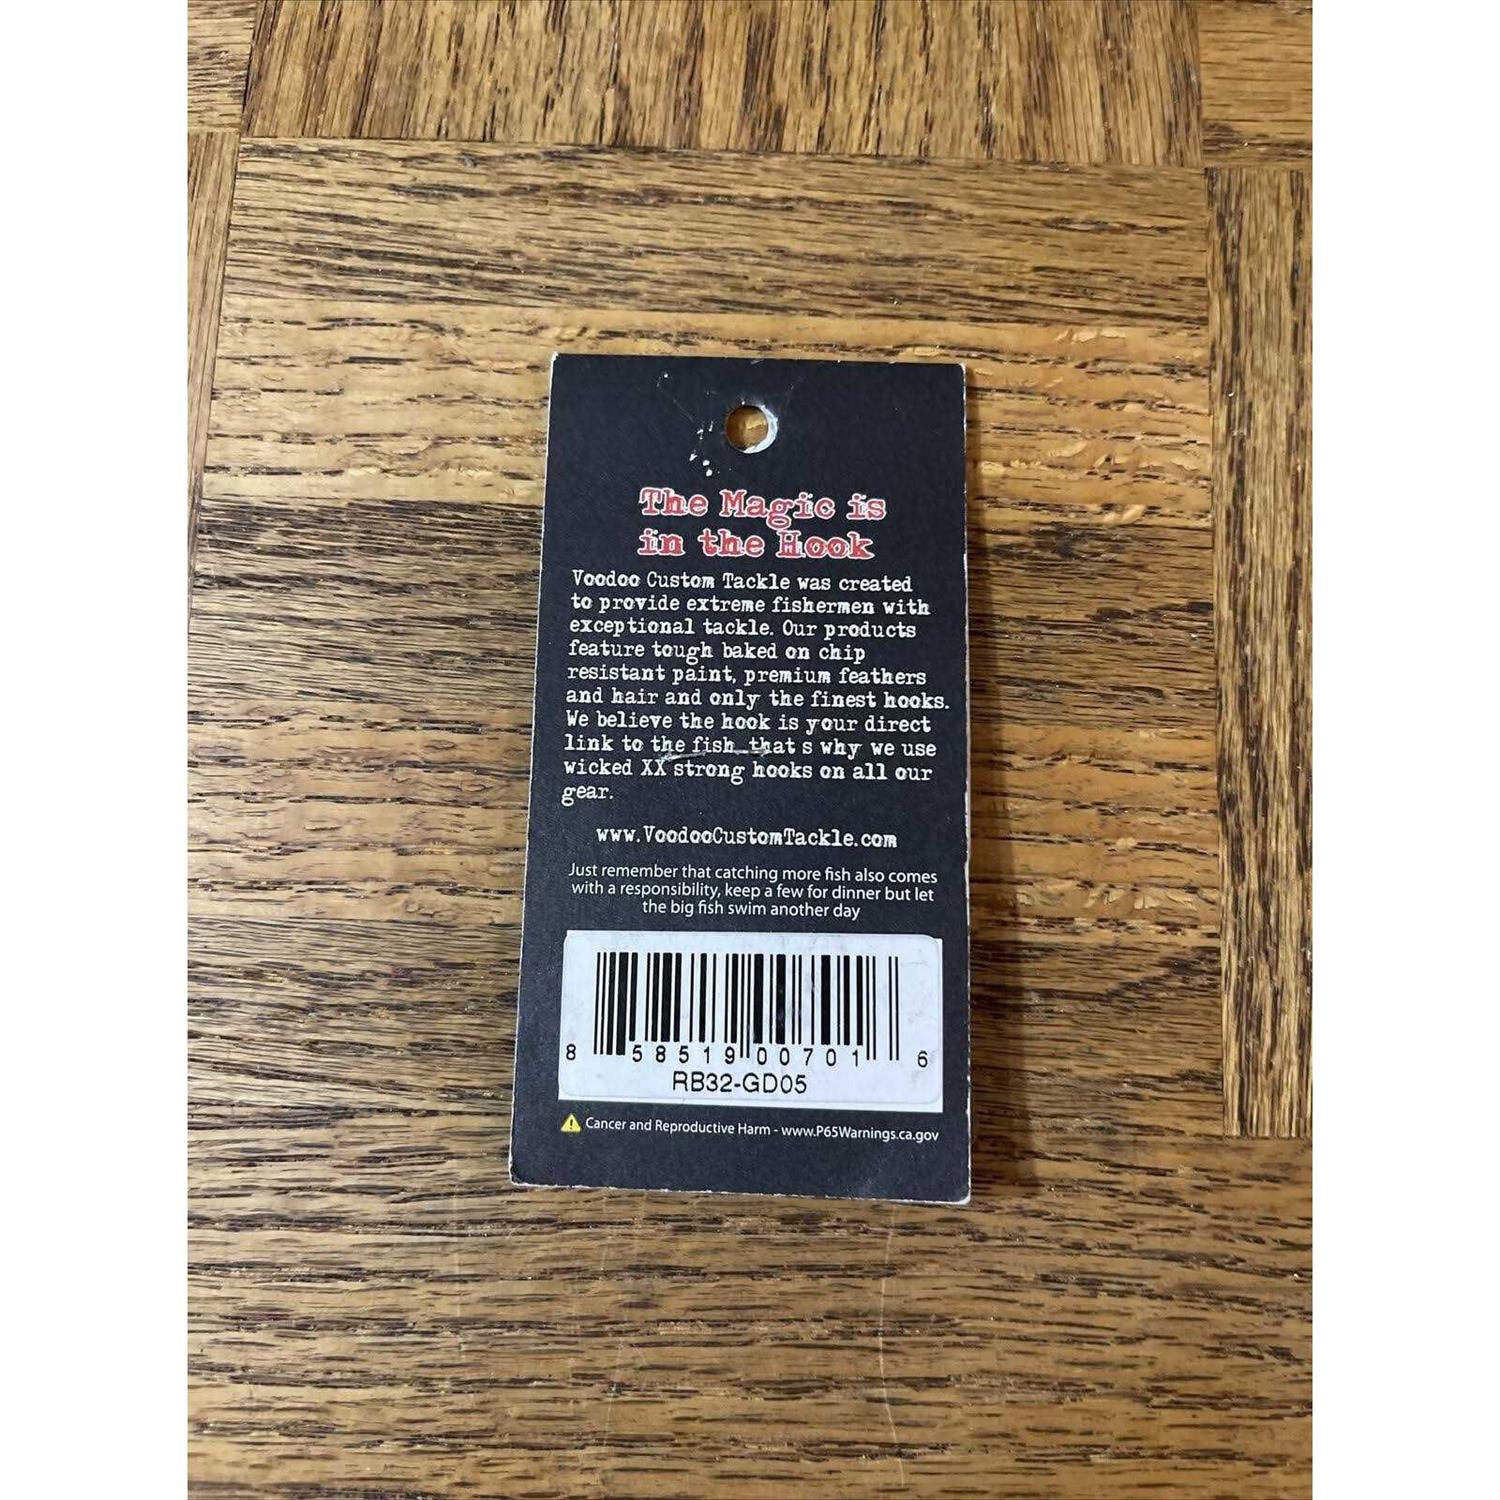 The Magic is
in the Hook
Voodoo Custom Tackle was created
to provide extreme fishermen with
exceptional tackle. Our products
feature tough baked on chip
resistant paint, premium feathers
and hair and only the finest hooks.
We believe the hook is your direct
link to the fish that s why we use
wicked XX strong hooks on all our
gear.
www.VoodooCustomTackle.com
Just remember that catching more fish also comes
with a responsibility, keep a few for dinner but let
the big fish swim another day
8 58519 00701 6
RB32-GD05
Cancer and Reproductive Harm - www.P65Warnings.ca.gov